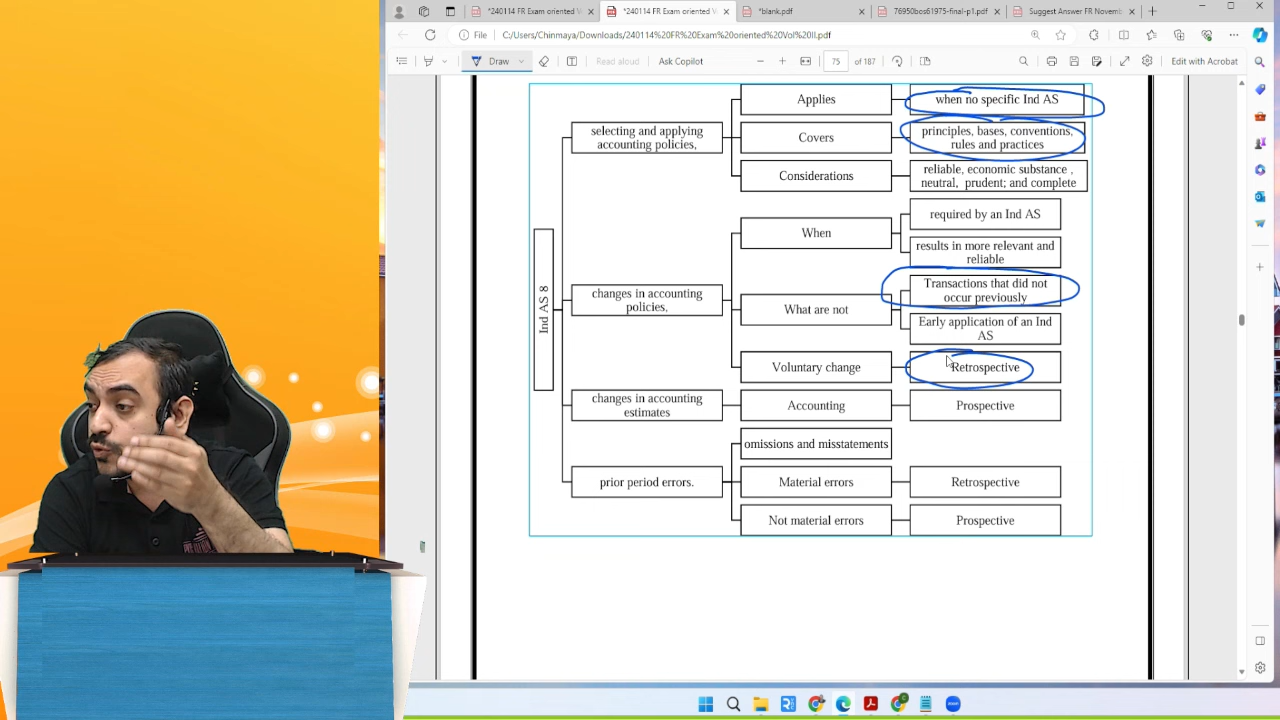 *240114 FR Exam oriented V
*240114 FR Exam oriented V
*blank.pdf
76950bos61975-final-p1.pdf
Suggest Answer FR Novemb
File
C:/Users/Chinmaya/Downloads/240114%20FR%20Exam%20oriented%20Vol%20II.pdf
Draw
Read aloud
Ask Copilot
75
of 187
Edit with Acrobat
Ind AS 8
selecting and applying
accounting policies,
Applies
when no specific Ind AS
Covers
principles, bases, conventions,
rules and practices
Considerations
reliable, economic substance ,
neutral, prudent; and complete
changes in accounting
policies,
When
required by an Ind AS
results in more relevant and
reliable
What are not
Transactions that did not
occur previously
Early application of an Ind
AS
Voluntary change
Retrospective
changes in accounting
estimates
Accounting
Prospective
prior period errors.
omissions and misstatements
Material errors
Retrospective
Not material errors
Prospective